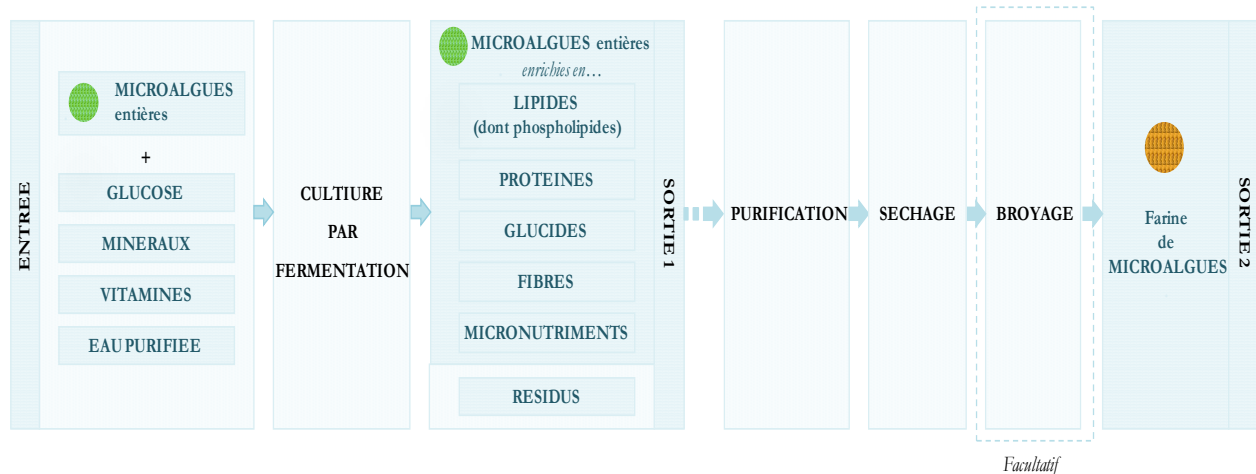 ENTREE
MICROALGUES
entières
+
GLUCOSE
MINERAUX
VITAMINES
EAU PURIFIEE
CULTIURE
PAR
FERMENTATION
MICROALGUES entières
enrichies en…
LIPIDES
(dont phospholipides)
PROTEINES
GLUCIDES
FIBRES
MICRONUTRIMENTS
RESIDUS
SORTIE 1
PURIFICATION
SECHAGE
BROYAGE
Facultatif
Farine
de
MICROALGUES
SORTIE 2